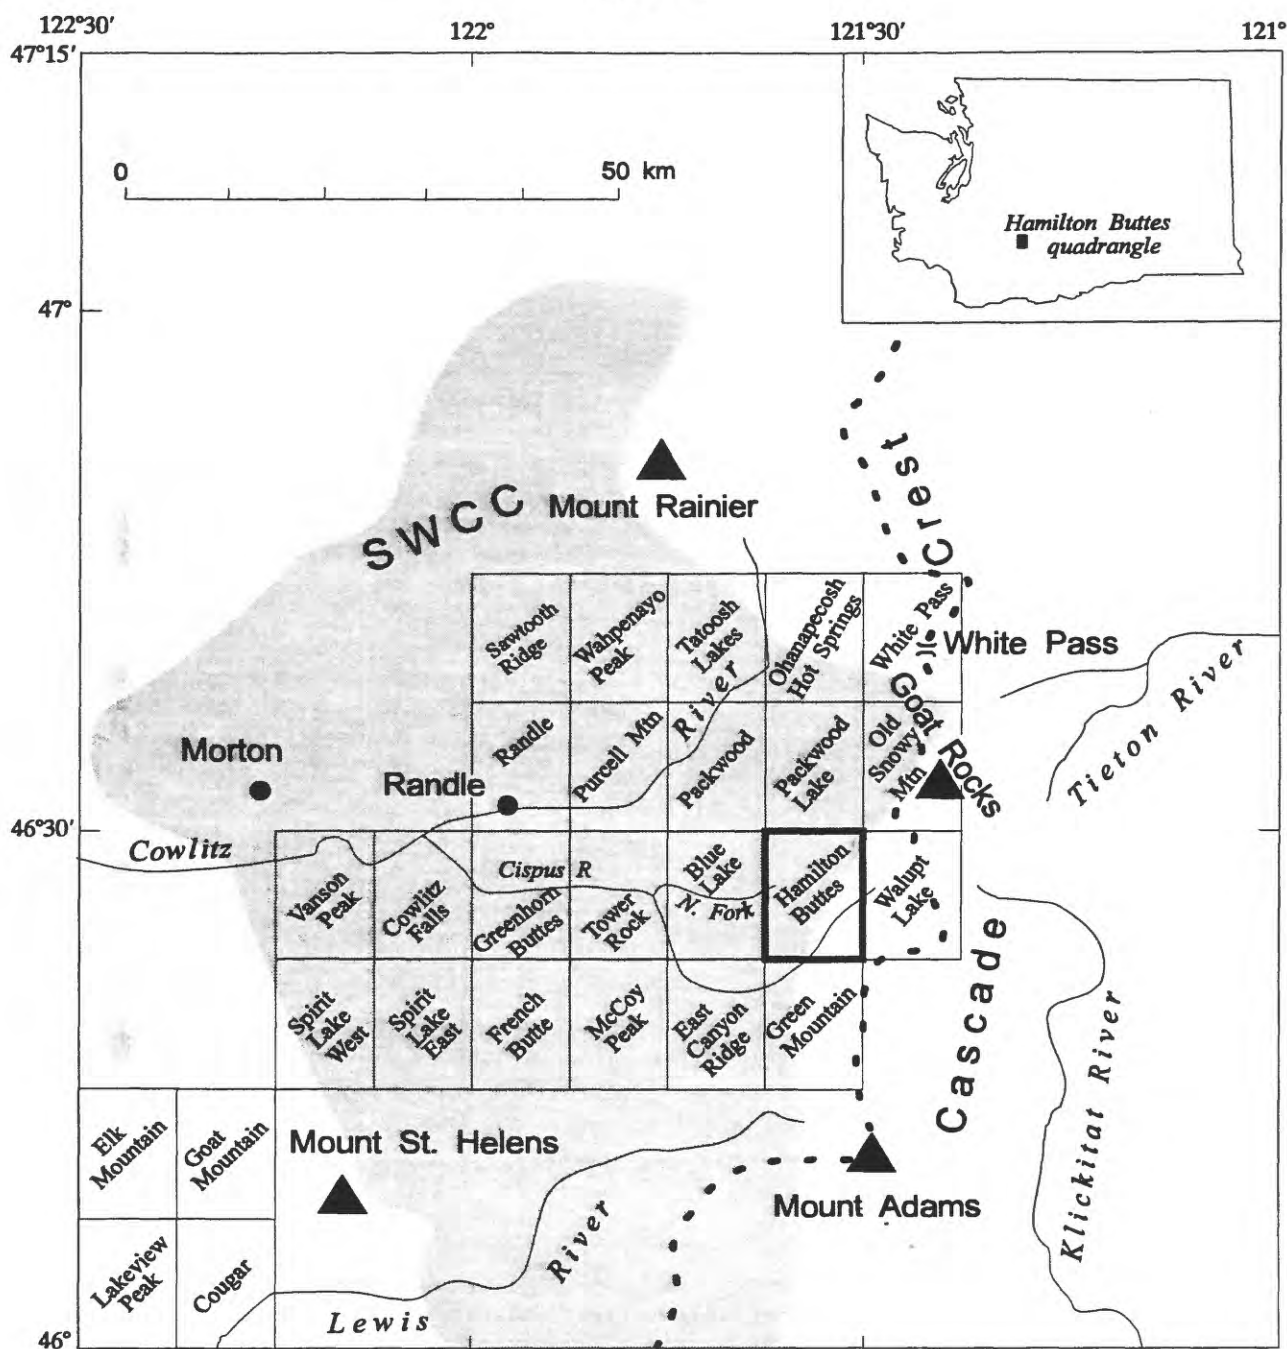 122°30′
122°
121°30′
121°
47°15′
0
50 km
Hamilton Buttes
quadrangle
47°
Crest
SWCC
Mount Rainier
Sawtooth
Ridge
Wahpenayo
Peak
Tatoosh
Lakes
Ohanapecosh
Hot Springs
White Pass
White Pass
Tieton River
Goat Rocks
River
Morton
Randle
Randle
Purcell Mtn
Packwood
Packwood
Lake
Old
Snowy
Mtn
46°30′
Cowlitz
Cispus R
N. Fork
Vanson
Peak
Cowlitz
Falls
Greenhorn
Buttes
Tower
Rock
Blue
Lake
Hamilton
Buttes
Walupt
Lake
Cascade
Klickitat River
Spirit
Lake
West
Spirit
Lake
East
French
Butte
McCoy
Peak
East
Canyon
Ridge
Green
Mountain
Elk
Mountain
Goat
Mountain
Mount St. Helens
Mount Adams
Lakeview
Peak
Cougar
Lewis
River
46°